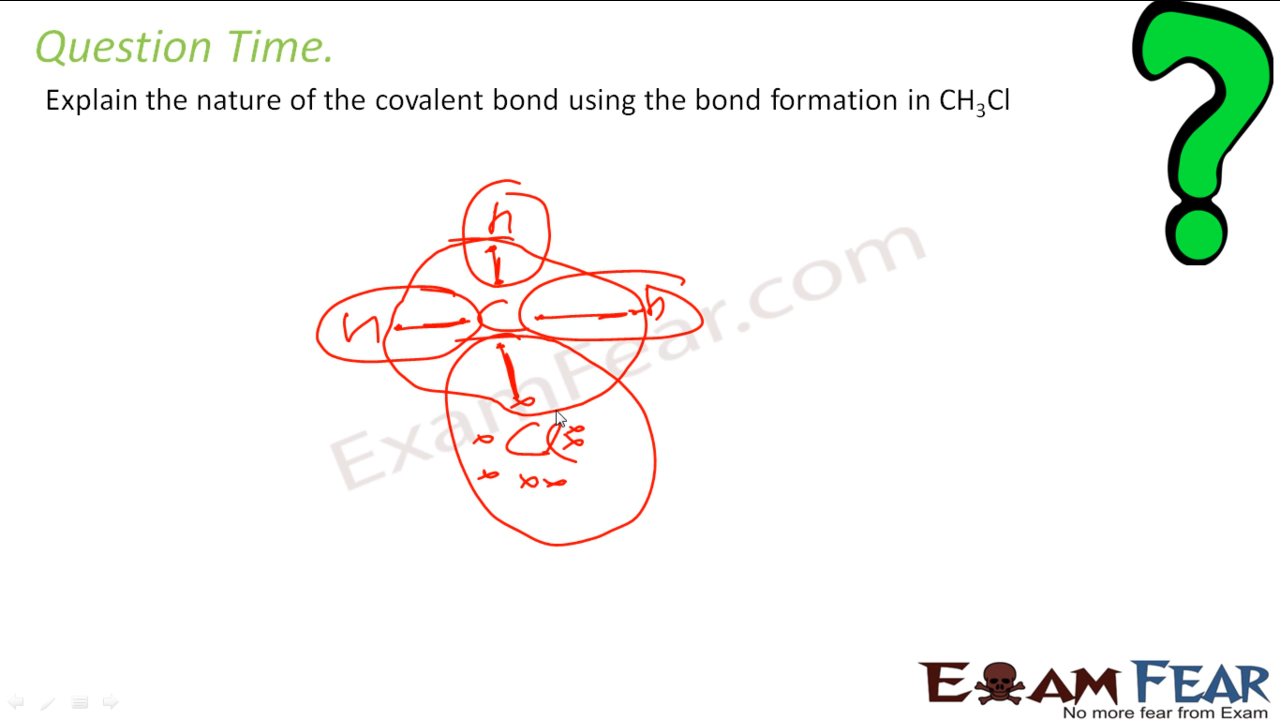 Question Time.
Explain the nature of the covalent bond using the bond formation in CH₃Cl
h
h C h
Cl
ExamFear.com
EXAM FEAR
No more fear from Exam